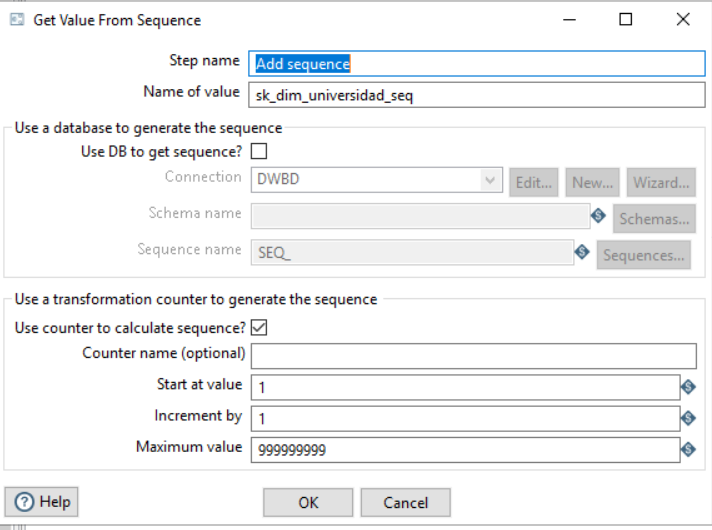 Get Value From Sequence
Step name Add sequence
Name of value sk_dim_universidad_seq
Use a database to generate the sequence
Use DB to get sequence?
Connection DWBD Edit... New... Wizard...
Schema name Schemas...
Sequence name SEQ_ Sequences...
Use a transformation counter to generate the sequence
Use counter to calculate sequence?
Counter name (optional)
Start at value 1
Increment by 1
Maximum value 999999999
Help OK Cancel